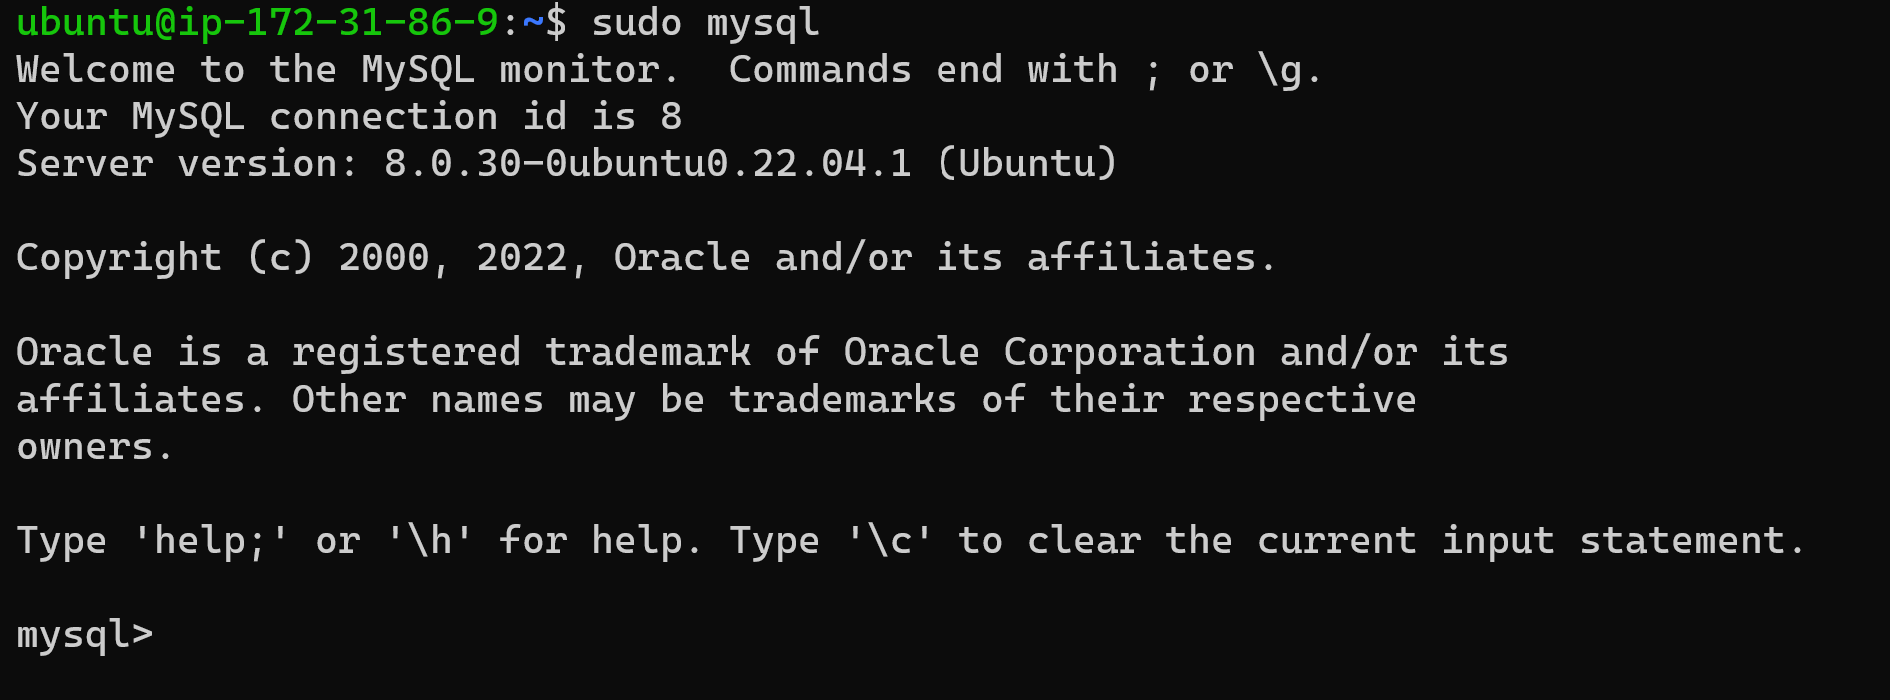 ubuntu@ip-172-31-86-9:~$ sudo mysql
Welcome to the MySQL monitor.  Commands end with ; or \g.
Your MySQL connection id is 8
Server version: 8.0.30-0ubuntu0.22.04.1 (Ubuntu)
Copyright (c) 2000, 2022, Oracle and/or its affiliates.
Oracle is a registered trademark of Oracle Corporation and/or its
affiliates. Other names may be trademarks of their respective
owners.
Type 'help;' or '\h' for help. Type '\c' to clear the current input statement.
mysql>